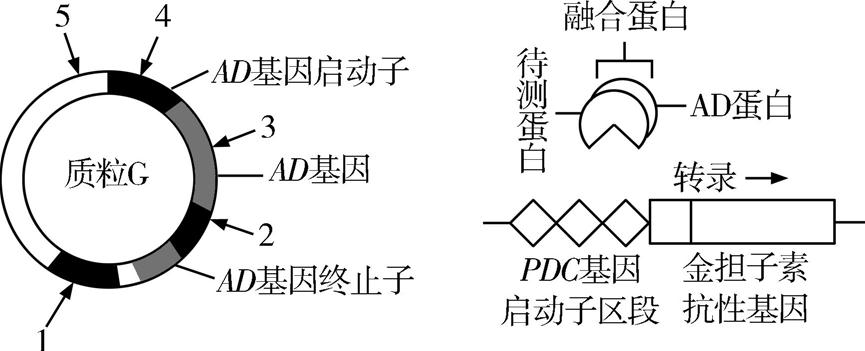 5
4
AD基因启动子
3
质粒G
AD基因
2
AD基因终止子
1
融合蛋白
待测蛋白
AD蛋白
转录
PDC基因
启动子区段
金担子素
抗性基因